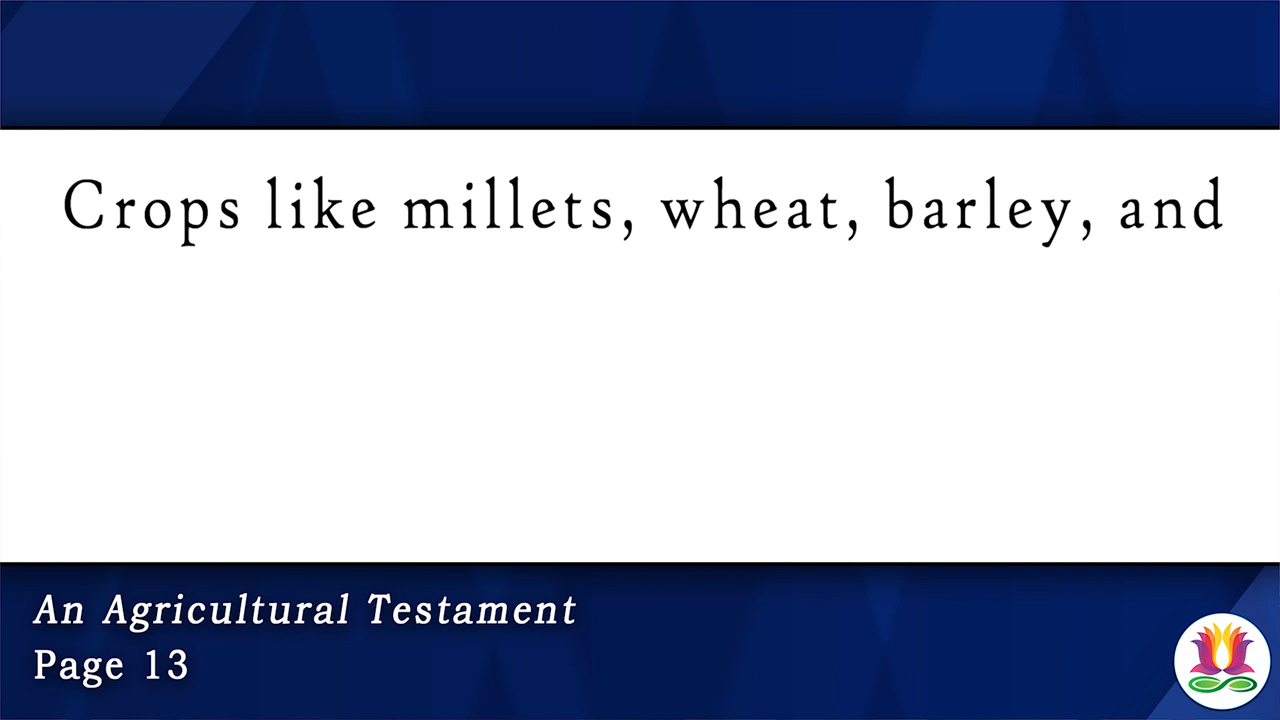 Crops like millets, wheat, barley, and
An Agricultural Testament
Page 13